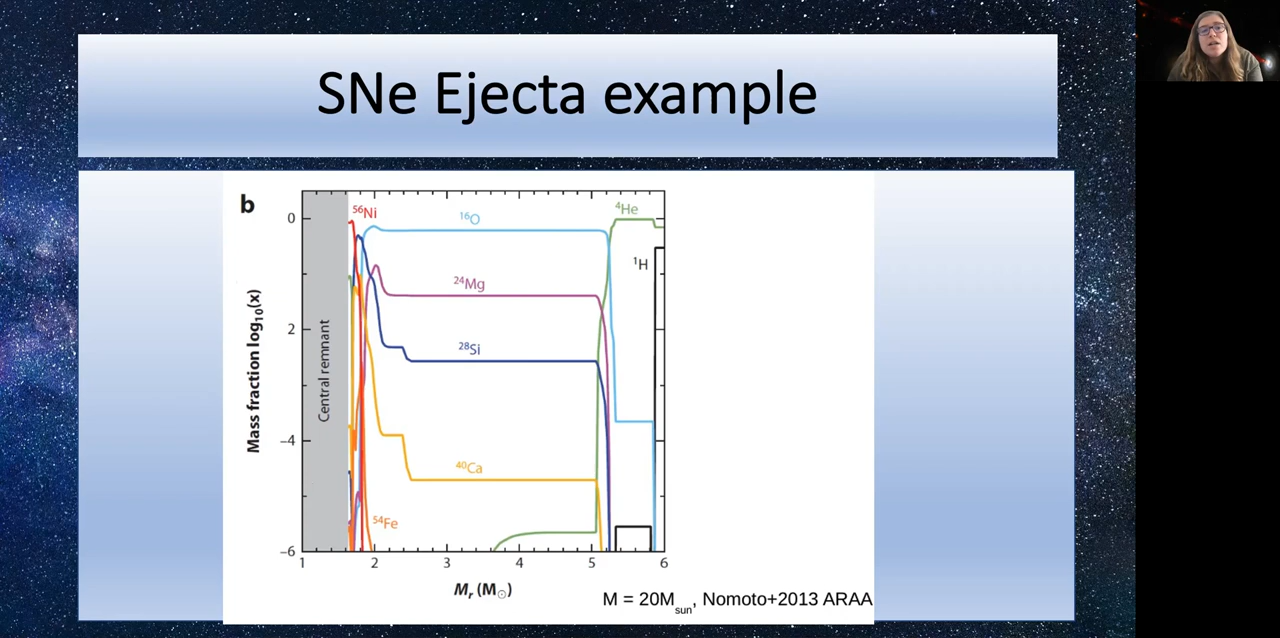 SNe Ejecta example
b
⁵⁶Ni
¹⁶O
⁴He
¹H
²⁴Mg
²⁸Si
⁴⁰Ca
⁵⁴Fe
Central remnant
Mass fraction log₁₀(x)
0
2
–4
–6
1 2 3 4 5 6
Mᵣ (M☉)
M = 20Msun, Nomoto+2013 ARAA